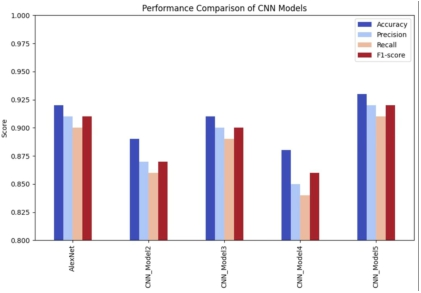 Performance Comparison of CNN Models
Accuracy
Precision
Recall
F1-score
Score
1.000
0.975
0.950
0.925
0.900
0.875
0.850
0.825
0.800
AlexNet
CNN_Model2
CNN_Model3
CNN_Model4
CNN_Model5